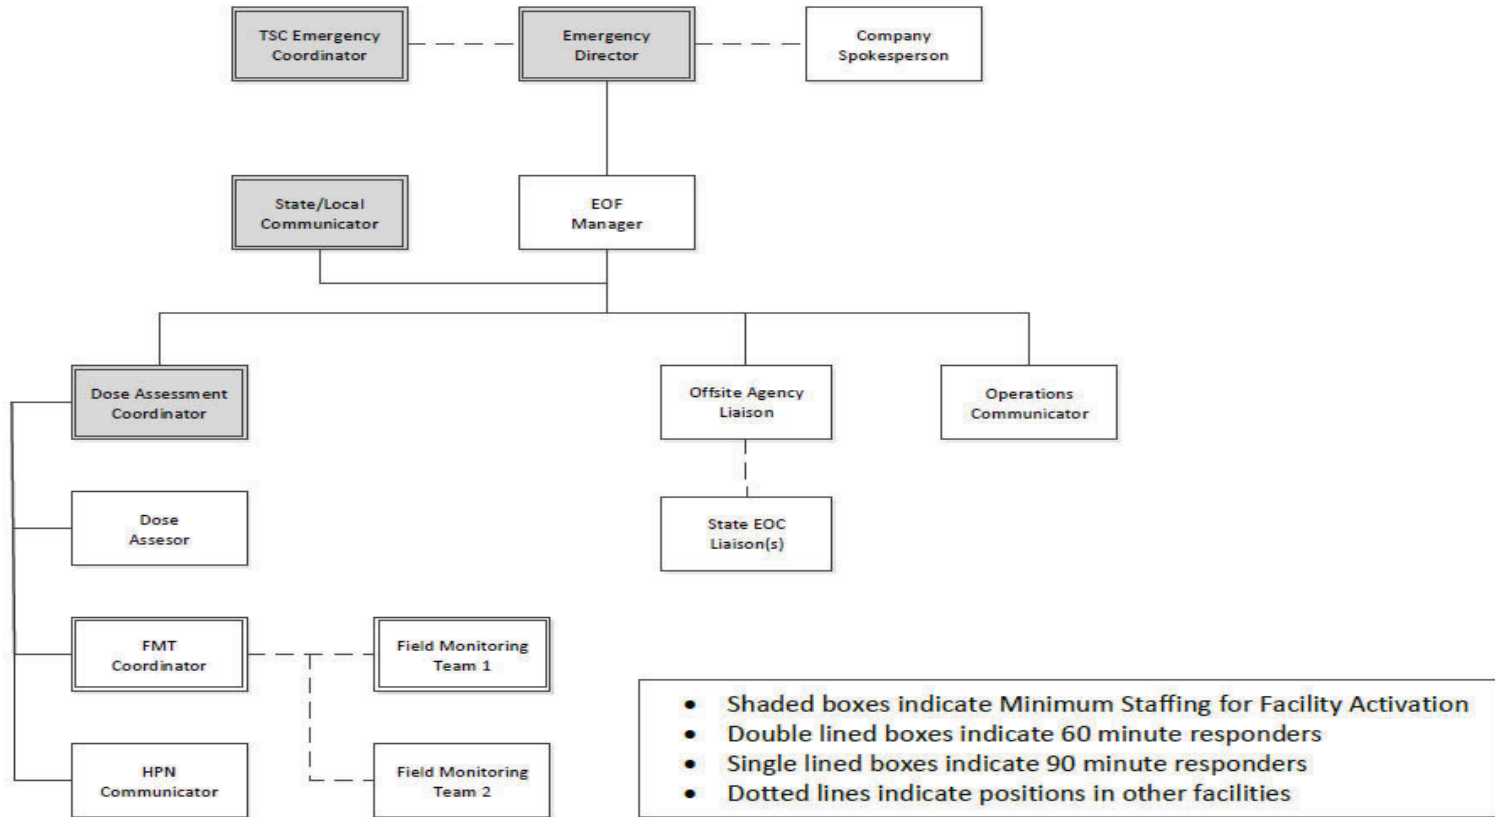 TSC Emergency
Coordinator
Emergency
Director
Company
Spokesperson
State/Local
Communicator
EOF
Manager
Dose Assessment
Coordinator
Offsite Agency
Liaison
Operations
Communicator
Dose
Assesor
State EOC
Liaison(s)
FMT
Coordinator
Field Monitoring
Team 1
HPN
Communicator
Field Monitoring
Team 2
• Shaded boxes indicate Minimum Staffing for Facility Activation
• Double lined boxes indicate 60 minute responders
• Single lined boxes indicate 90 minute responders
• Dotted lines indicate positions in other facilities